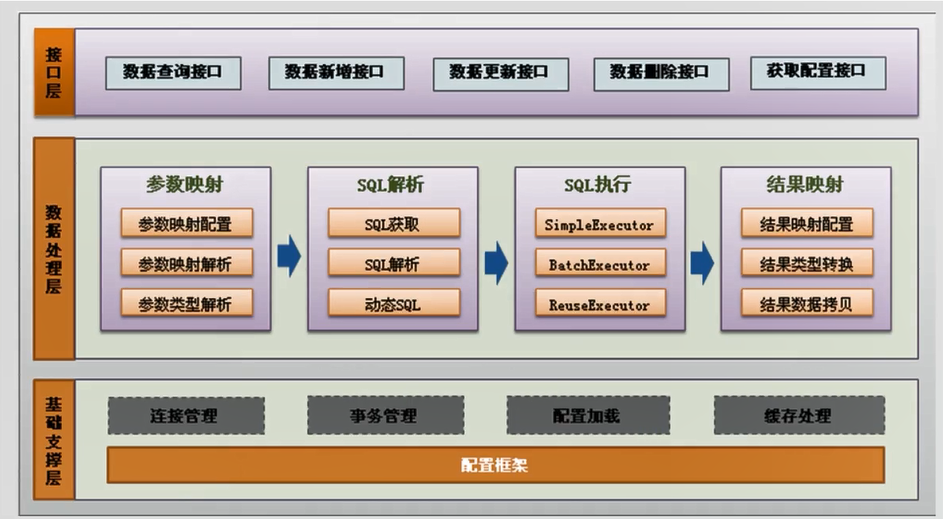 接口层
数据查询接口
数据新增接口
数据更新接口
数据删除接口
获取配置接口
数据处理层
参数映射
参数映射配置
参数映射解析
参数类型解析
SQL解析
SQL获取
SQL解析
动态SQL
SQL执行
SimpleExecutor
BatchExecutor
ReuseExecutor
结果映射
结果映射配置
结果类型转换
结果数据拷贝
基础支撑层
连接管理
事务管理
配置加载
缓存处理
配置框架